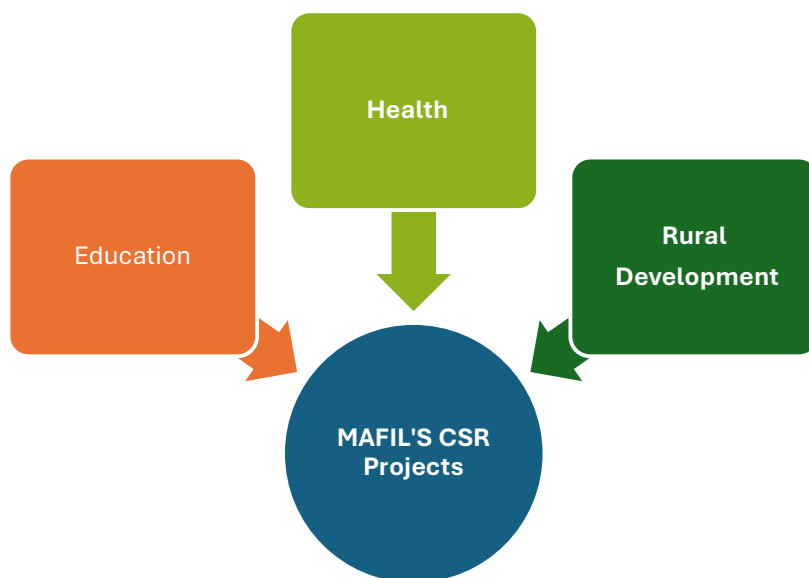 Health
Education
Rural
Development
MAFIL'S CSR
Projects